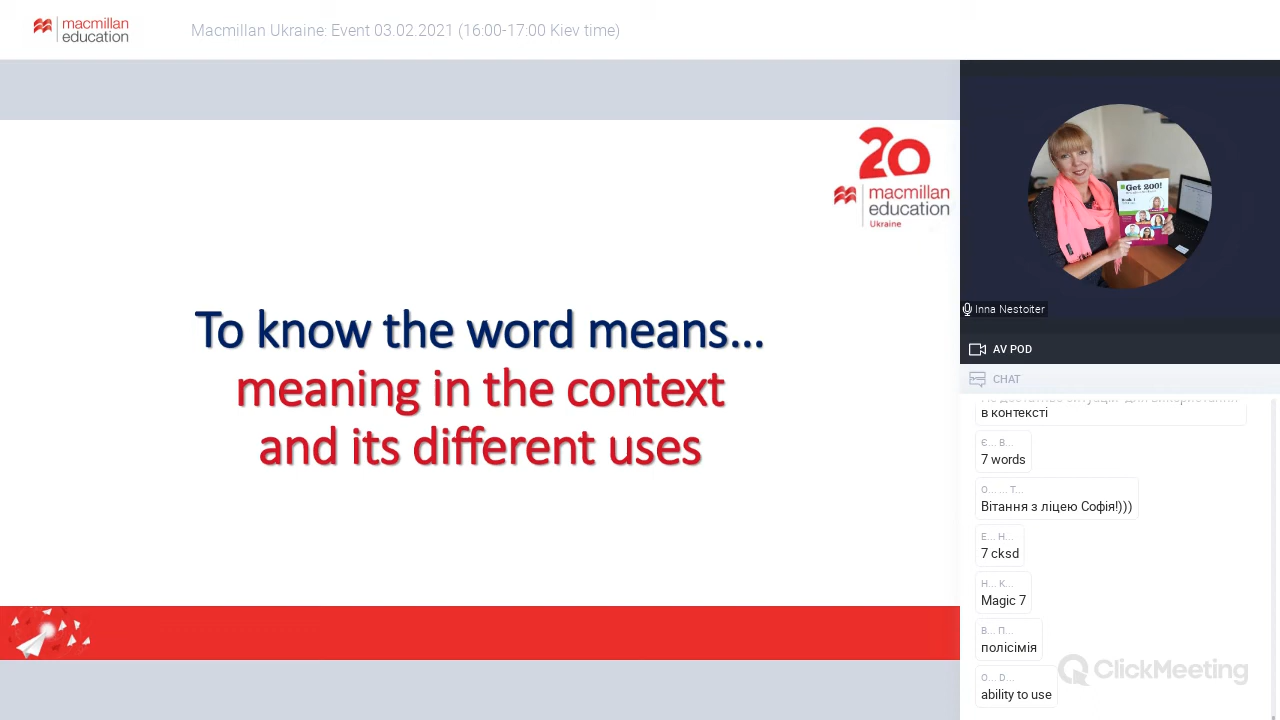 macmillan
education
Macmillan Ukraine: Event 03.02.2021 (16:00-17:00 Kiev time)
20
macmillan
education
Ukraine
To know the word means...
meaning in the context
and its different uses
Get 200!
Inna Nestoiter
AV POD
CHAT
в контексті
Є... В...
7 words
О... ... Т...
Вітання з ліцею Софія!)))
Е... Н...
7 cksd
Н... К...
Magic 7
В... П...
полісімія
O... D...
ability to use
ClickMeeting